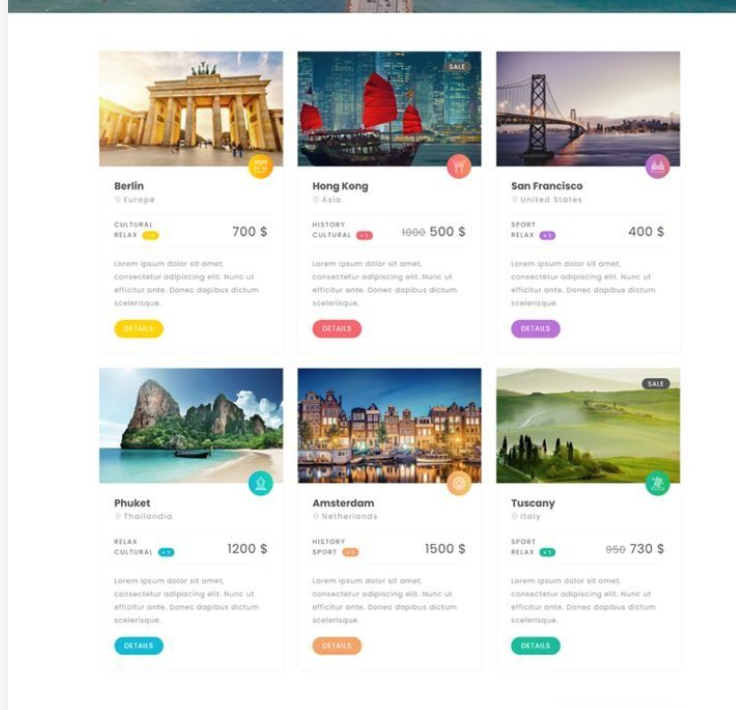 Berlin
Europe
CULTURAL
RELAX
700 $
Lorem ipsum dolor sit amet,
consectetur adipiscing elit. Nunc ut
efficitur ante. Donec dapibus dictum
scelerisque.
DETAILS
SALE
Hong Kong
Asia
HISTORY
CULTURAL + 1
1000 500 $
Lorem ipsum dolor sit amet,
consectetur adipiscing elit. Nunc ut
efficitur ante. Donec dapibus dictum
scelerisque.
DETAILS
San Francisco
United States
SPORT
RELAX + 1
400 $
Lorem ipsum dolor sit amet,
consectetur adipiscing elit. Nunc ut
efficitur ante. Donec dapibus dictum
scelerisque.
DETAILS
Phuket
Thailandia
RELAX
CULTURAL + 1
1200 $
Lorem ipsum dolor sit amet,
consectetur adipiscing elit. Nunc ut
efficitur ante. Donec dapibus dictum
scelerisque.
DETAILS
Amsterdam
Netherlands
HISTORY
SPORT + 1
1500 $
Lorem ipsum dolor sit amet,
consectetur adipiscing elit. Nunc ut
efficitur ante. Donec dapibus dictum
scelerisque.
DETAILS
SALE
Tuscany
Italy
SPORT
RELAX + 1
950 730 $
Lorem ipsum dolor sit amet,
consectetur adipiscing elit. Nunc ut
efficitur ante. Donec dapibus dictum
scelerisque.
DETAILS